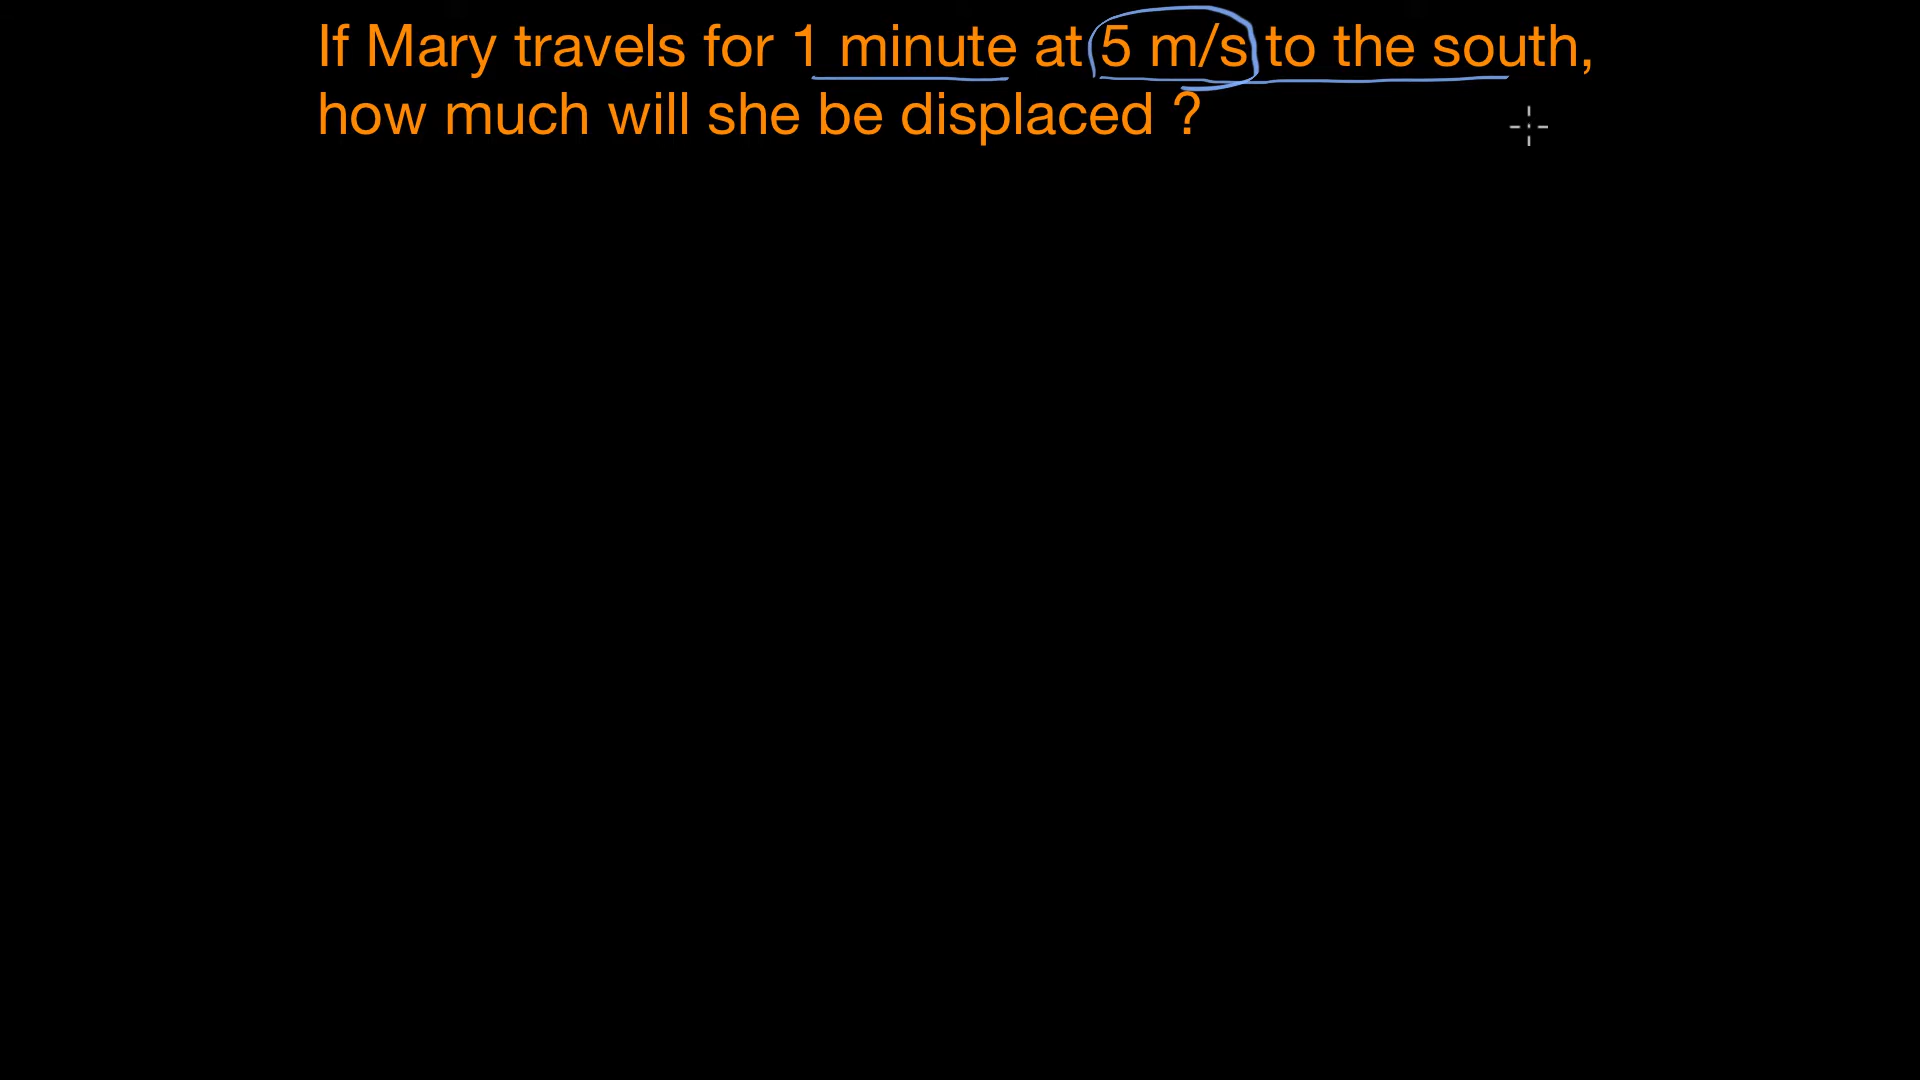 If Mary travels for 1 minute at 5 m/s to the south,
how much will she be displaced ?